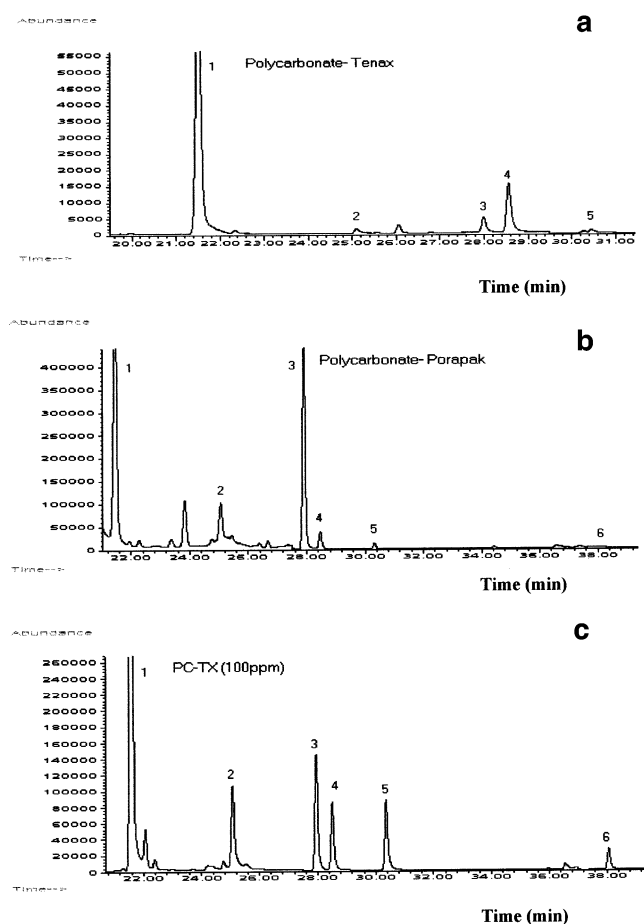 Abundance
a
55000
50000
45000
40000
35000
30000
25000
20000
15000
10000
5000
0
1
Polycarbonate-Tenax
2
3
4
5
20.00 21.00 22.00 23.00 24.00 25.00 26.00 27.00 28.00 29.00 30.00 31.00
Time-->
Time (min)
Abundance
b
400000
350000
300000
250000
200000
150000
100000
50000
0
1
3
Polycarbonate-Porapak
2
4
5
6
22.00 24.00 26.00 28.00 30.00 32.00 34.00 36.00 38.00
Time-->
Time (min)
Abundance
c
260000
240000
220000
200000
180000
160000
140000
120000
100000
80000
60000
40000
20000
0
1
PC-TX (100ppm)
2
3
4
5
6
22.00 24.00 26.00 28.00 30.00 32.00 34.00 36.00 38.00
Time-->
Time (min)